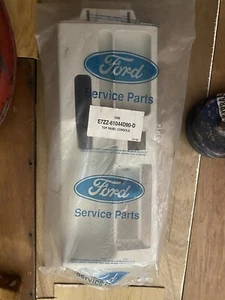 Ford
Service Parts
E7ZZ-61044D90-D
TOP PANEL CONSOLE
Ford
Service Parts